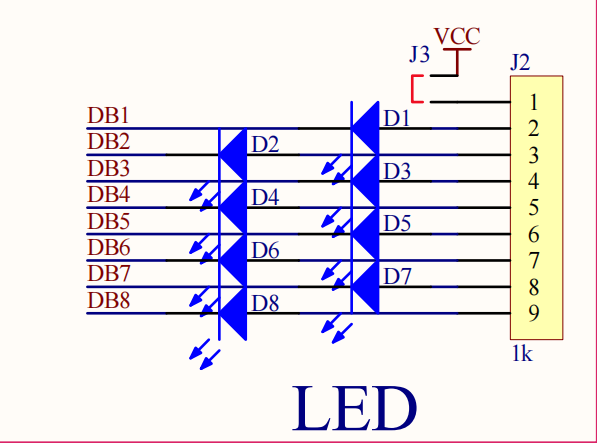 VCC
J3
J2
1
DB1
D1
2
DB2
D2
3
DB3
D3
4
DB4
D4
5
DB5
D5
6
DB6
D6
7
DB7
D7
8
DB8
D8
9
1k
LED